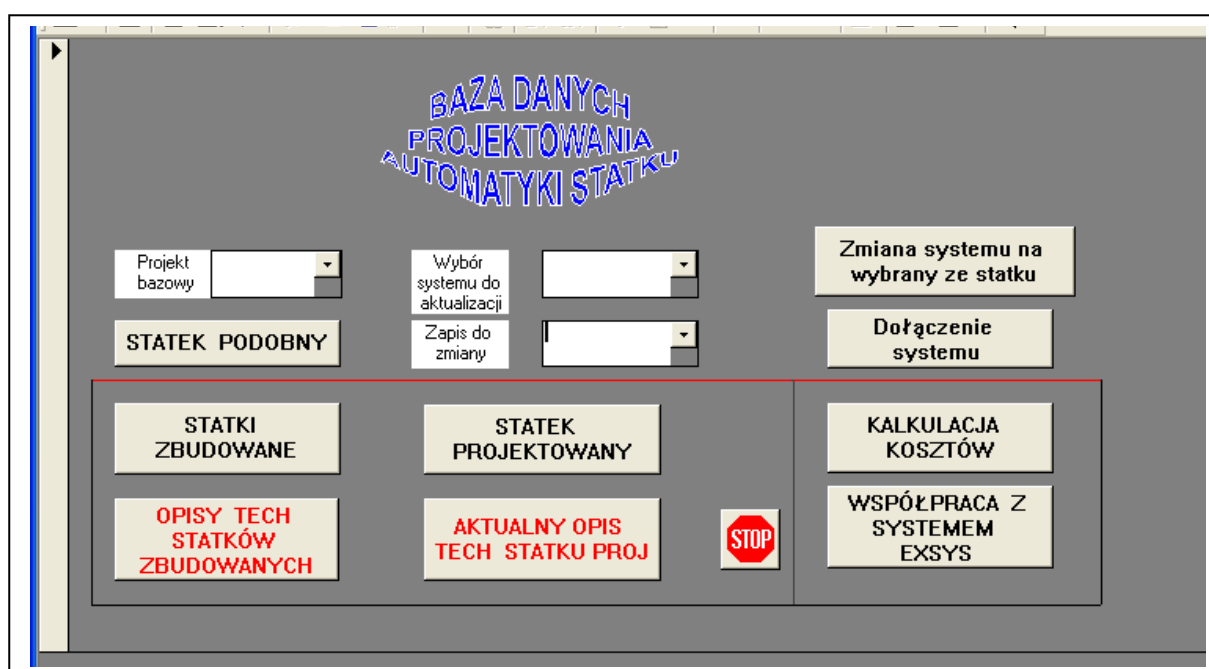 BAZA DANYCH
PROJEKTOWANIA
AUTOMATYKI STATKU
Projekt
bazowy
Wybór
systemu do
aktualizacji
Zmiana systemu na
wybrany ze statku
STATEK PODOBNY
Zapis do
zmiany
Dołączenie
systemu
STATKI
ZBUDOWANE
STATEK
PROJEKTOWANY
KALKULACJA
KOSZTÓW
OPISY TECH
STATKÓW
ZBUDOWANYCH
AKTUALNY OPIS
TECH STATKU PROJ
STOP
WSPÓŁPRACA Z
SYSTEMEM
EXSYS